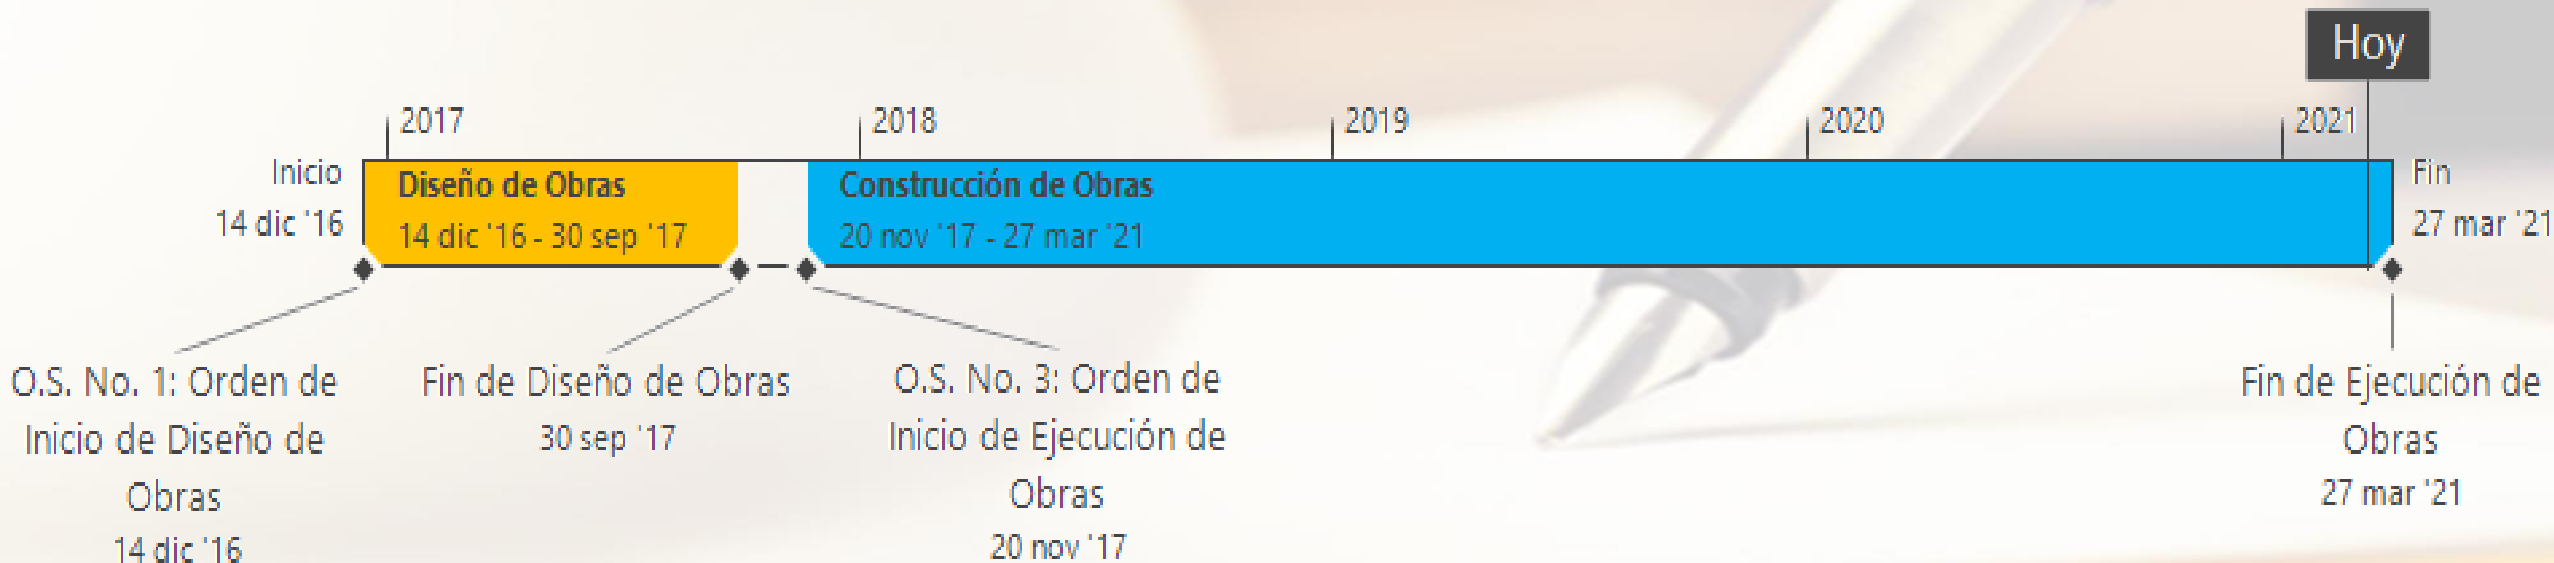 Hoy
2017
2018
2019
2020
2021
Inicio
14 dic '16
Diseño de Obras
14 dic '16 - 30 sep '17
Construcción de Obras
20 nov '17 - 27 mar '21
Fin
27 mar '21
O.S. No. 1: Orden de
Inicio de Diseño de
Obras
14 dic '16
Fin de Diseño de Obras
30 sep '17
O.S. No. 3: Orden de
Inicio de Ejecución de
Obras
20 nov '17
Fin de Ejecución de
Obras
27 mar '21